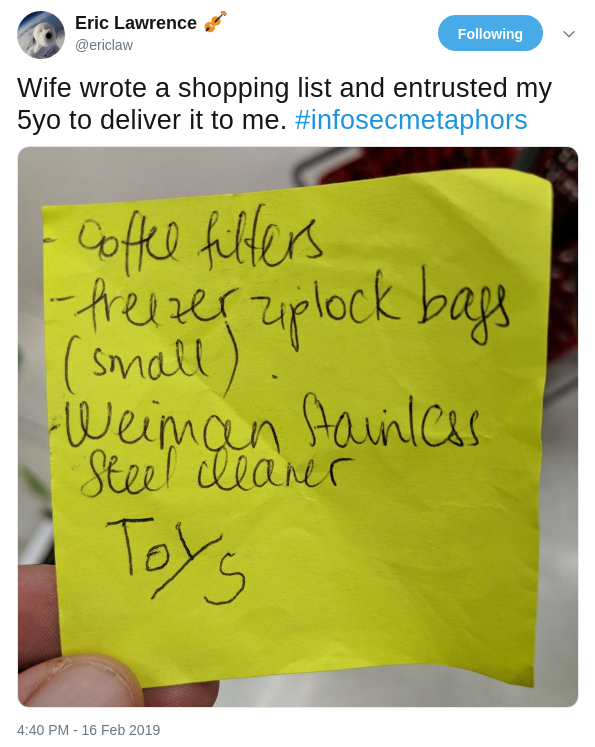 Eric Lawrence 🎻
@ericlaw
Following
Wife wrote a shopping list and entrusted my
5yo to deliver it to me. #infosecmetaphors
- Coffee filters
- freezer ziplock bags
(small).
- Weiman Stainless
Steel cleaner
Toys
4:40 PM - 16 Feb 2019